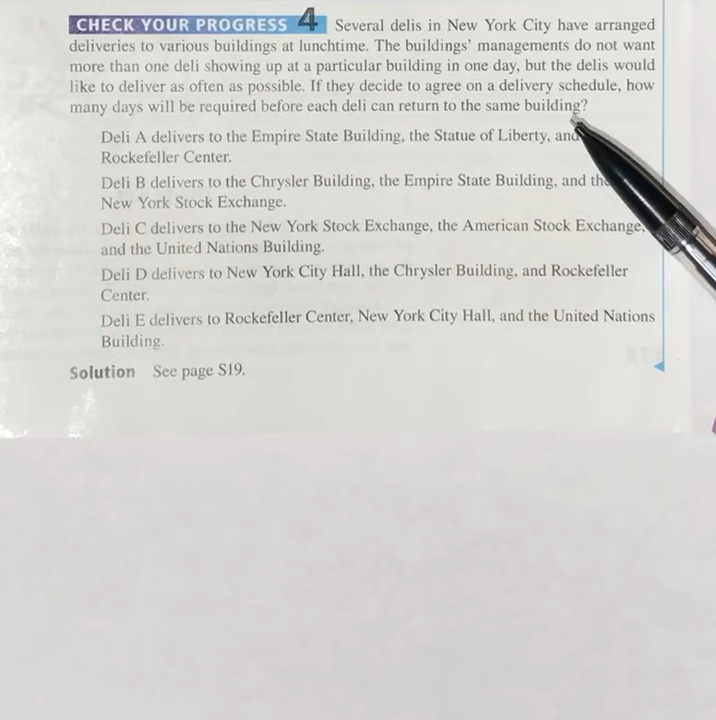 CHECK YOUR PROGRESS 4 Several delis in New York City have arranged
deliveries to various buildings at lunchtime. The buildings' managements do not want
more than one deli showing up at a particular building in one day, but the delis would
like to deliver as often as possible. If they decide to agree on a delivery schedule, how
many days will be required before each deli can return to the same building?
Deli A delivers to the Empire State Building, the Statue of Liberty, and
Rockefeller Center.
Deli B delivers to the Chrysler Building, the Empire State Building, and the
New York Stock Exchange.
Deli C delivers to the New York Stock Exchange, the American Stock Exchange,
and the United Nations Building.
Deli D delivers to New York City Hall, the Chrysler Building, and Rockefeller
Center.
Deli E delivers to Rockefeller Center, New York City Hall, and the United Nations
Building.
Solution See page S19.